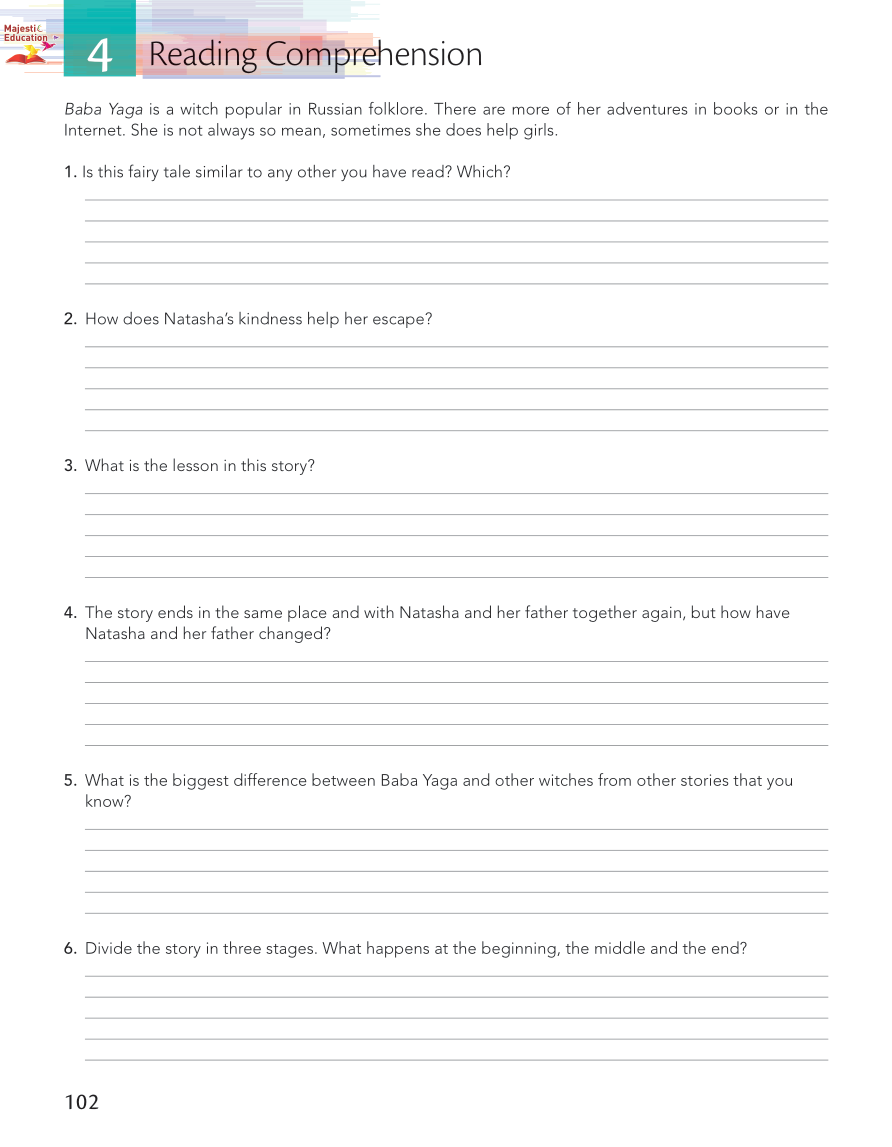 Majestic
Education
4 Reading Comprehension
Baba Yaga is a witch popular in Russian folklore. There are more of her adventures in books or in the
Internet. She is not always so mean, sometimes she does help girls.
1. Is this fairy tale similar to any other you have read? Which?
2. How does Natasha’s kindness help her escape?
3. What is the lesson in this story?
4. The story ends in the same place and with Natasha and her father together again, but how have
Natasha and her father changed?
5. What is the biggest difference between Baba Yaga and other witches from other stories that you
know?
6. Divide the story in three stages. What happens at the beginning, the middle and the end?
102